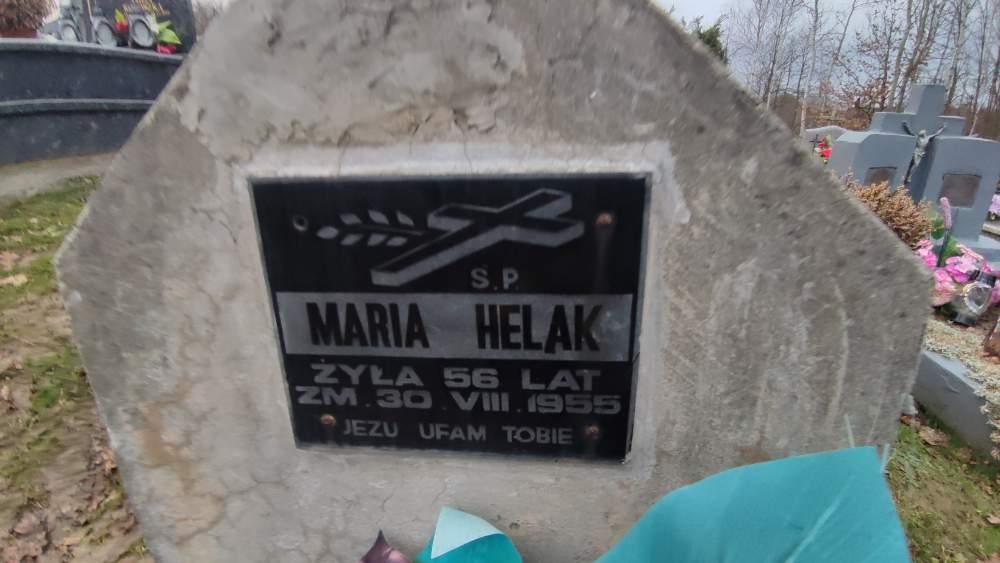 Ś.P.
MARIA HELAK
ŻYŁA 56 LAT
ZM. 30. VIII. 1955
JEZU UFAM TOBIE